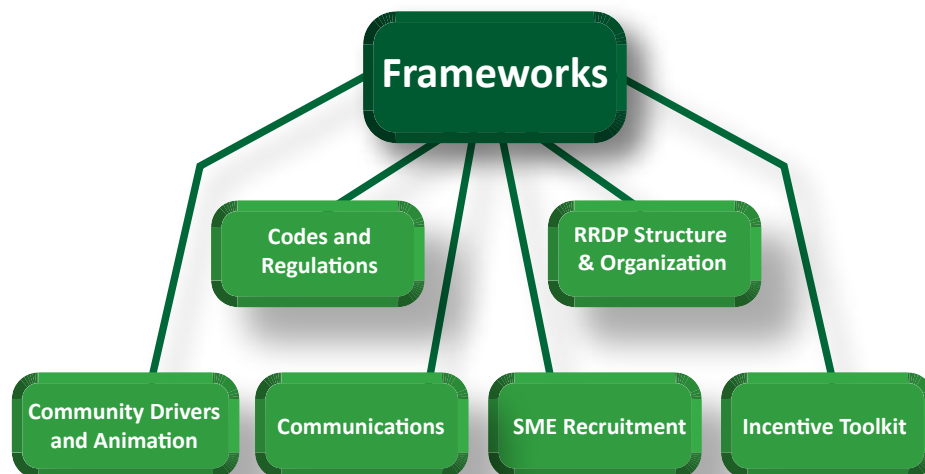 Frameworks
Codes and
Regulations
RRDP Structure
& Organization
Community Drivers
and Animation
Communications
SME Recruitment
Incentive Toolkit